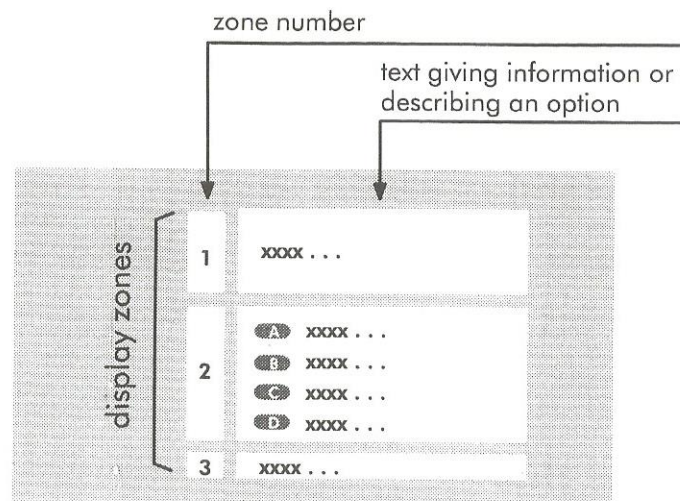 zone number
text giving information or
describing an option
display zones
1 xxxx . . .
2
A xxxx . . .
B xxxx . . .
C xxxx . . .
D xxxx . . .
3 xxxx . . .